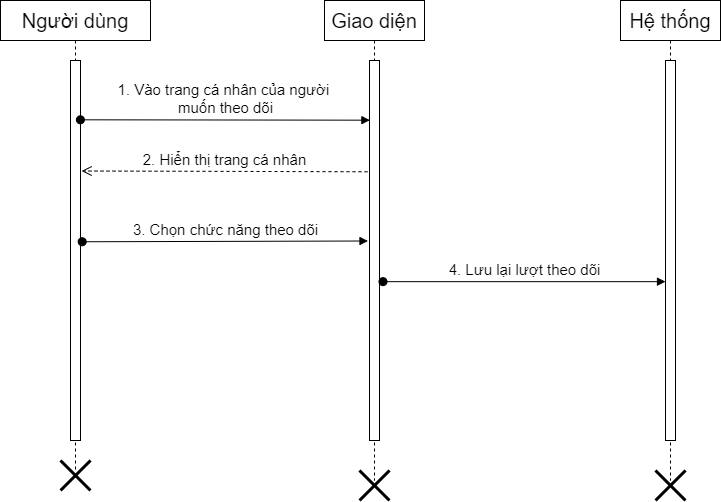 Người dùng
Giao diện
Hệ thống
1. Vào trang cá nhân của người
muốn theo dõi
2. Hiển thị trang cá nhân
3. Chọn chức năng theo dõi
4. Lưu lại lượt theo dõi